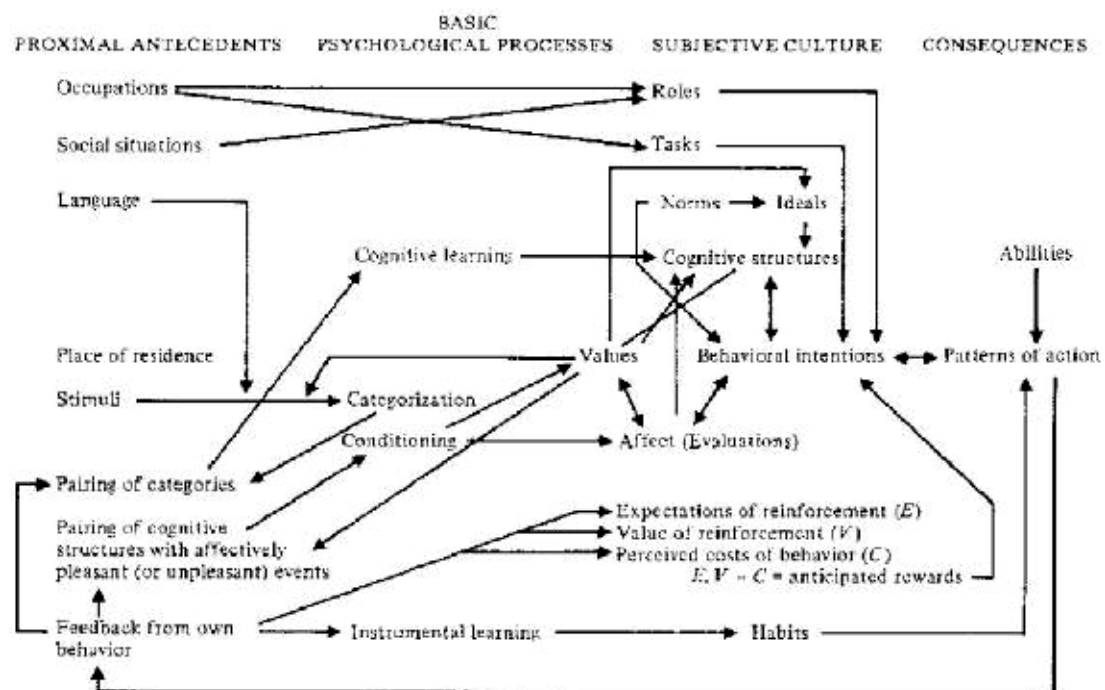 BASIC
PROXIMAL ANTECEDENTS PSYCHOLOGICAL PROCESSES SUBJECTIVE CULTURE CONSEQUENCES
Occupations Roles
Social situations Tasks
Language Norms Ideals
Cognitive learning Cognitive structures Abilities
Place of residence Values Behavioral intentions Patterns of action
Stimuli Categorization
Conditioning Affect (Evaluations)
Pairing of categories
Expectations of reinforcement (E)
Pairing of cognitive Value of reinforcement (V)
structures with affectively Perceived costs of behavior (C)
pleasant (or unpleasant) events E, V - C = anticipated rewards
Feedback from own Instrumental learning Habits
behavior